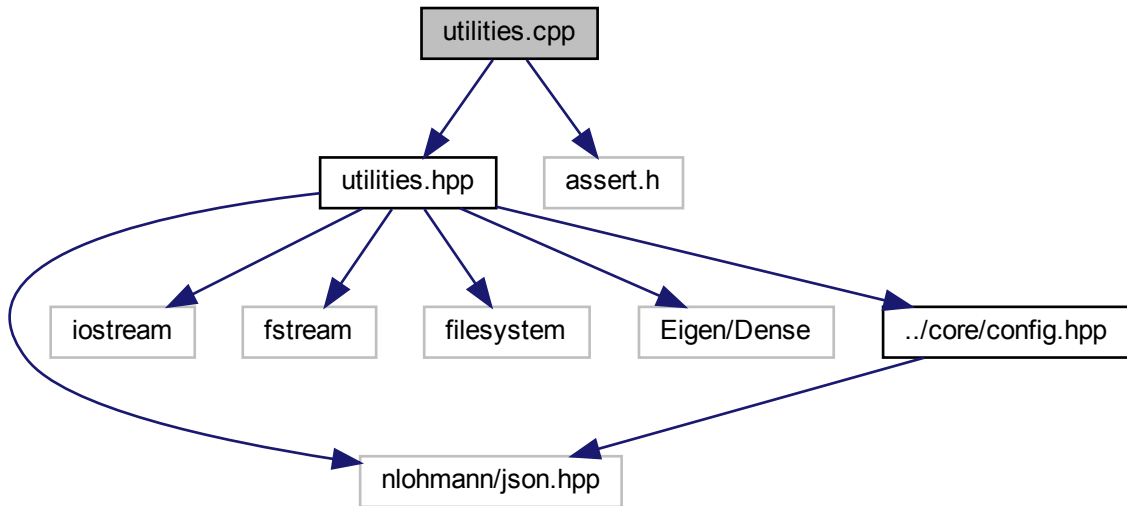 utilities.cpp
utilities.hpp
assert.h
iostream
fstream
filesystem
Eigen/Dense
../core/config.hpp
nlohmann/json.hpp